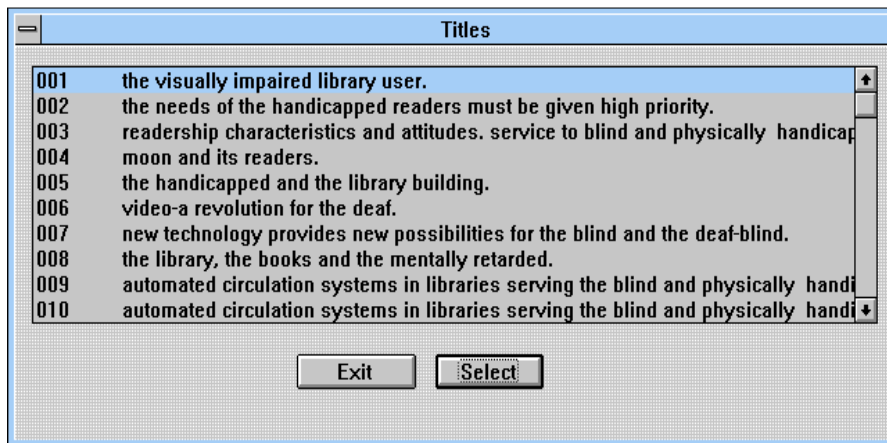 Titles
001 the visually impaired library user.
002 the needs of the handicapped readers must be given high priority.
003 readership characteristics and attitudes. service to blind and physically handicap
004 moon and its readers.
005 the handicapped and the library building.
006 video-a revolution for the deaf.
007 new technology provides new possibilities for the blind and the deaf-blind.
008 the library, the books and the mentally retarded.
009 automated circulation systems in libraries serving the blind and physically handi
010 automated circulation systems in libraries serving the blind and physically handi
Exit Select